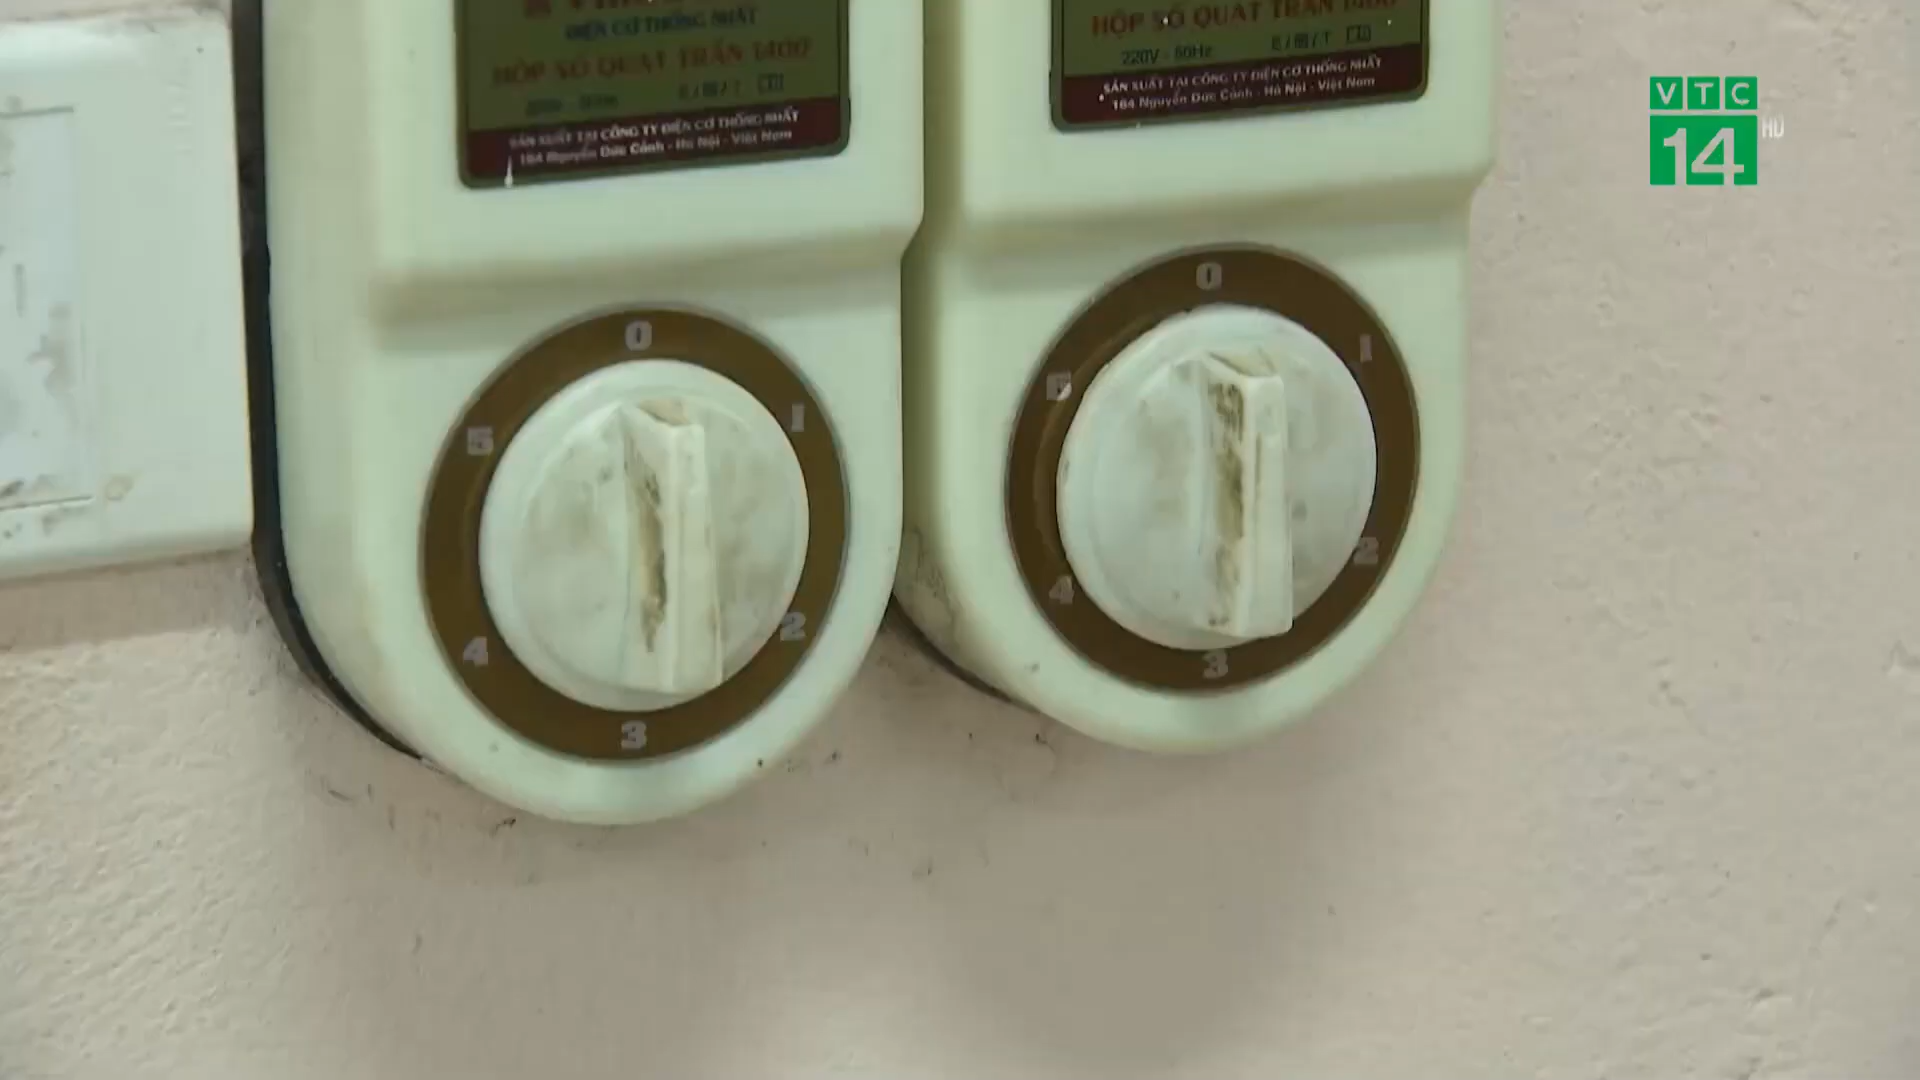 ĐIỆN CƠ THỐNG NHẤT
HỘP SỐ QUẠT TRẦN 1400
SẢN XUẤT TẠI CÔNG TY ĐIỆN CƠ THỐNG NHẤT
164 Nguyễn Đức Cảnh - Hà Nội - Việt Nam
0
1
2
3
4
5
HỘP SỐ QUẠT TRẦN 1400
220V - 50Hz
SẢN XUẤT TẠI CÔNG TY ĐIỆN CƠ THỐNG NHẤT
164 Nguyễn Đức Cảnh - Hà Nội - Việt Nam
0
1
2
3
4
5
VTC
14
HD